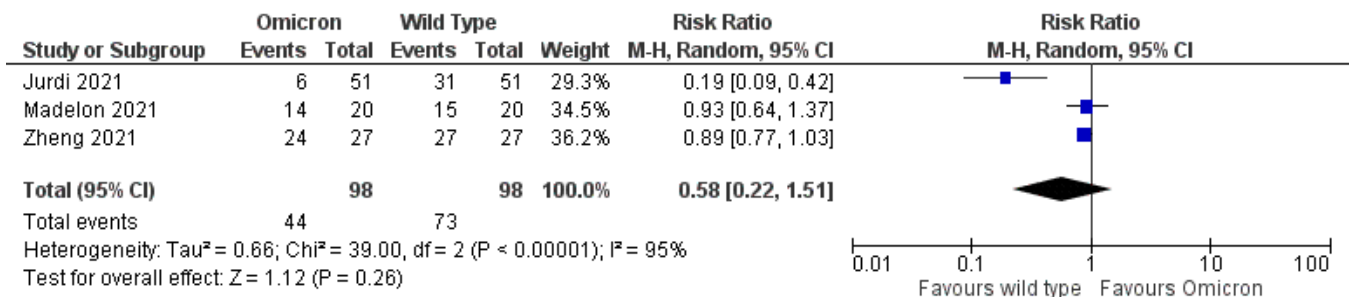 Omicron Wild Type Risk Ratio Risk Ratio
Study or Subgroup Events Total Events Total Weight M-H, Random, 95% CI M-H, Random, 95% CI
Jurdi 2021 6 51 31 51 29.3% 0.19 [0.09, 0.42]
Madelon 2021 14 20 15 20 34.5% 0.93 [0.64, 1.37]
Zheng 2021 24 27 27 27 36.2% 0.89 [0.77, 1.03]
Total (95% CI) 98 98 100.0% 0.58 [0.22, 1.51]
Total events 44 73
Heterogeneity: Tau² = 0.66; Chi² = 39.00, df = 2 (P < 0.00001); I² = 95%
Test for overall effect: Z = 1.12 (P = 0.26)
0.01 0.1 1 10 100
Favours wild type Favours Omicron